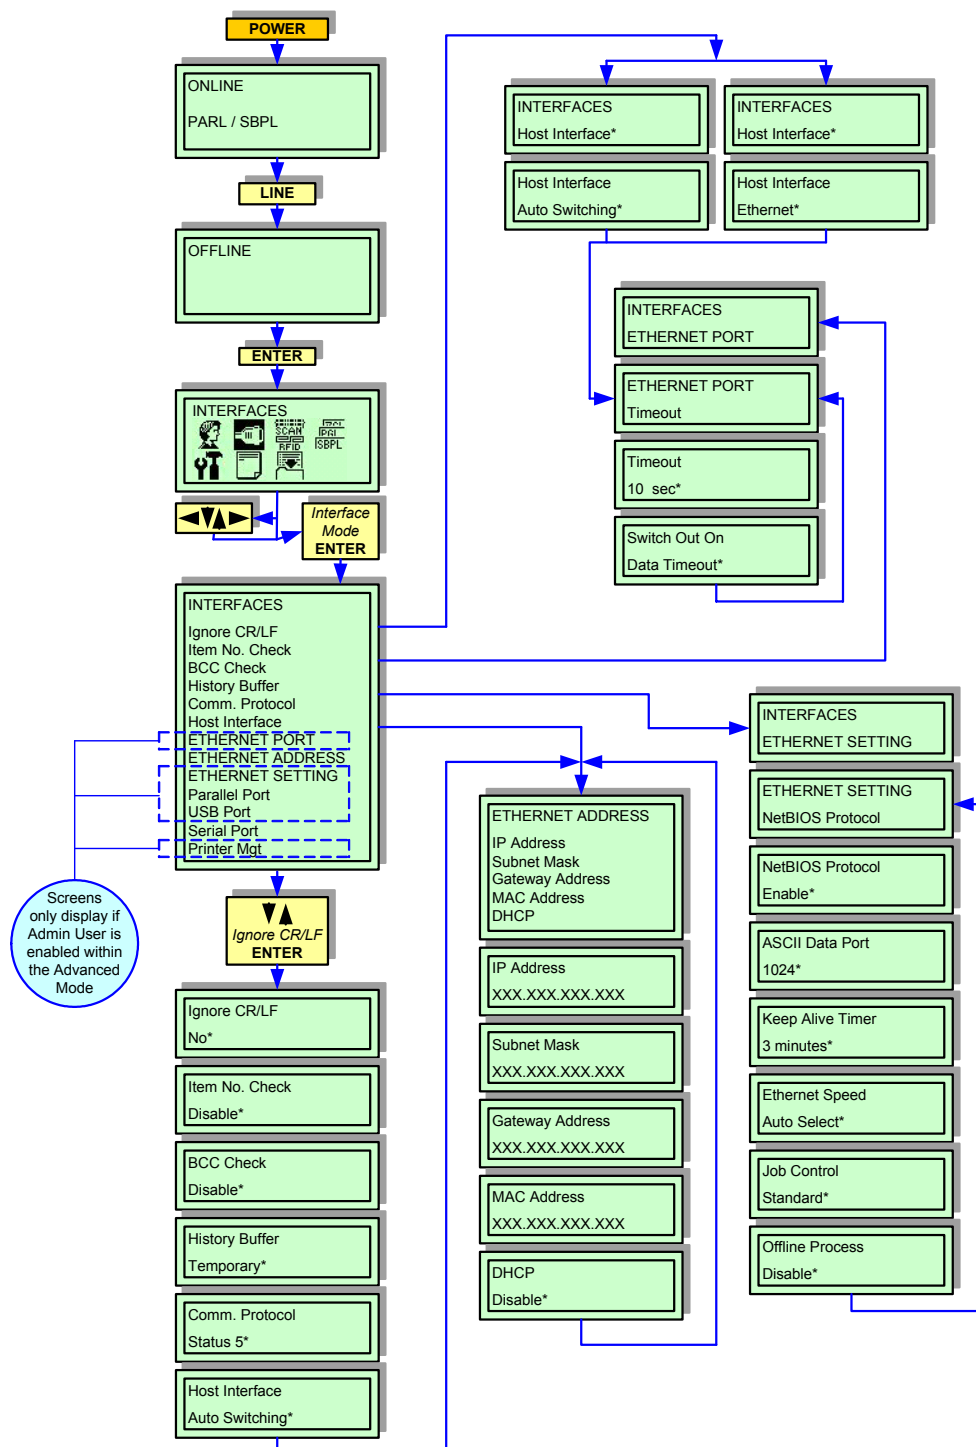 POWER
ONLINE
PARL / SBPL
LINE
OFFLINE
ENTER
INTERFACES
SCAN
RFID
SBPL
Interface
Mode
ENTER
INTERFACES
Ignore CR/LF
Item No. Check
BCC Check
History Buffer
Comm. Protocol
Host Interface
ETHERNET PORT
ETHERNET ADDRESS
ETHERNET SETTING
Parallel Port
USB Port
Serial Port
Printer Mgt
Screens
only display if
Admin User is
enabled within
the Advanced
Mode
Ignore CR/LF
ENTER
Ignore CR/LF
No*
Item No. Check
Disable*
BCC Check
Disable*
History Buffer
Temporary*
Comm. Protocol
Status 5*
Host Interface
Auto Switching*
INTERFACES
Host Interface*
Host Interface
Auto Switching*
INTERFACES
Host Interface*
Host Interface
Ethernet*
INTERFACES
ETHERNET PORT
ETHERNET PORT
Timeout
Timeout
10 sec*
Switch Out On
Data Timeout*
ETHERNET ADDRESS
IP Address
Subnet Mask
Gateway Address
MAC Address
DHCP
IP Address
XXX.XXX.XXX.XXX
Subnet Mask
XXX.XXX.XXX.XXX
Gateway Address
XXX.XXX.XXX.XXX
MAC Address
XXX.XXX.XXX.XXX
DHCP
Disable*
INTERFACES
ETHERNET SETTING
ETHERNET SETTING
NetBIOS Protocol
NetBIOS Protocol
Enable*
ASCII Data Port
1024*
Keep Alive Timer
3 minutes*
Ethernet Speed
Auto Select*
Job Control
Standard*
Offline Process
Disable*